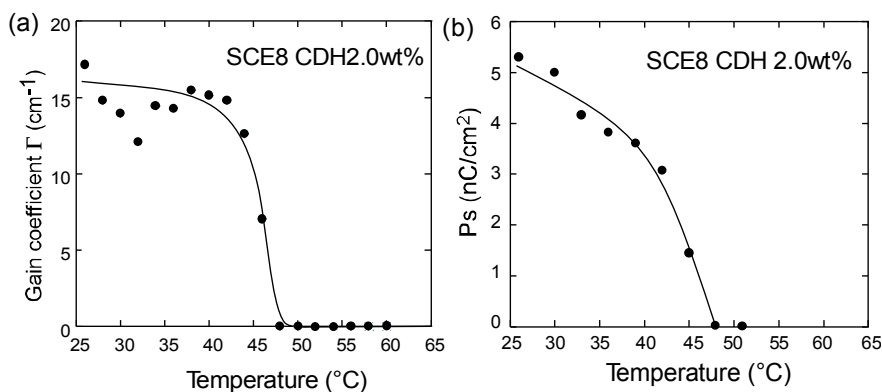 (a)
SCE8 CDH2.0wt%
Gain coefficient Γ (cm-1)
20
15
10
5
0
25 30 35 40 45 50 55 60 65
Temperature (°C)
(b)
SCE8 CDH 2.0wt%
Ps (nC/cm2)
6
5
4
3
2
1
0
25 30 35 40 45 50 55 60 65
Temperature (°C)